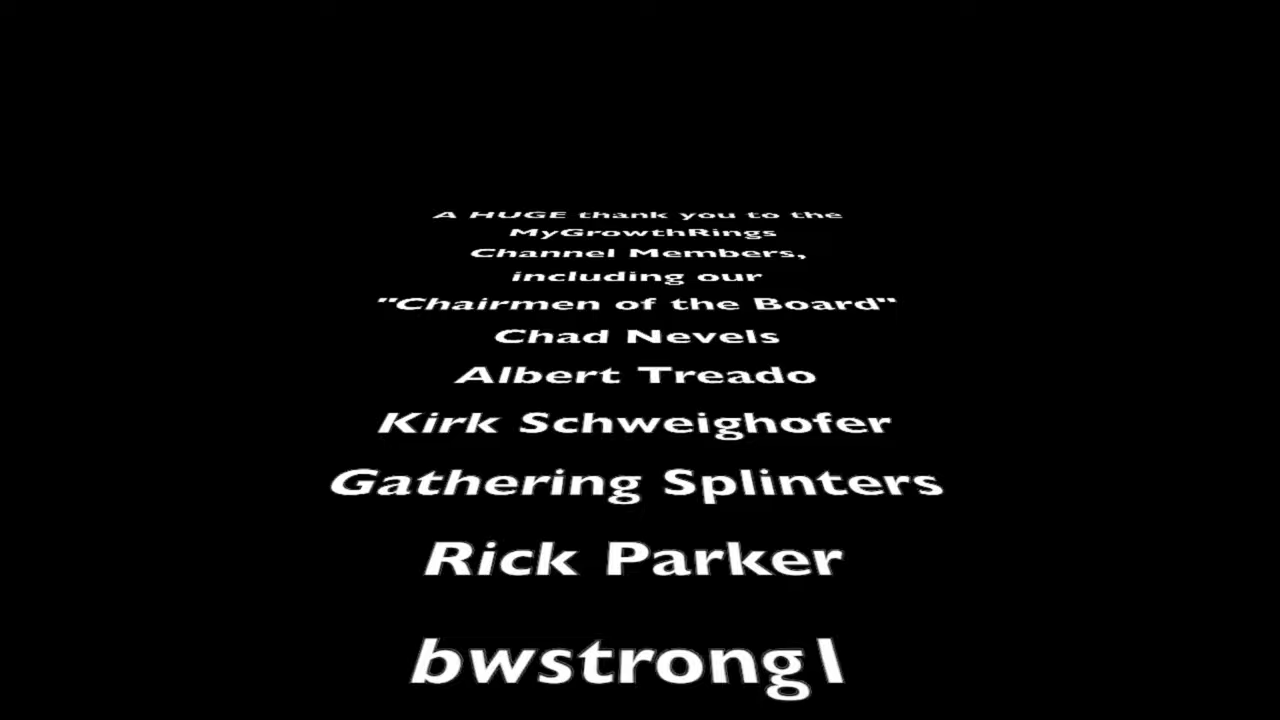 A HUGE thank you to the
MyGrowthRings
Channel Members,
including our
"Chairmen of the Board"
Chad Nevels
Albert Treado
Kirk Schweighofer
Gathering Splinters
Rick Parker
bwstrong1